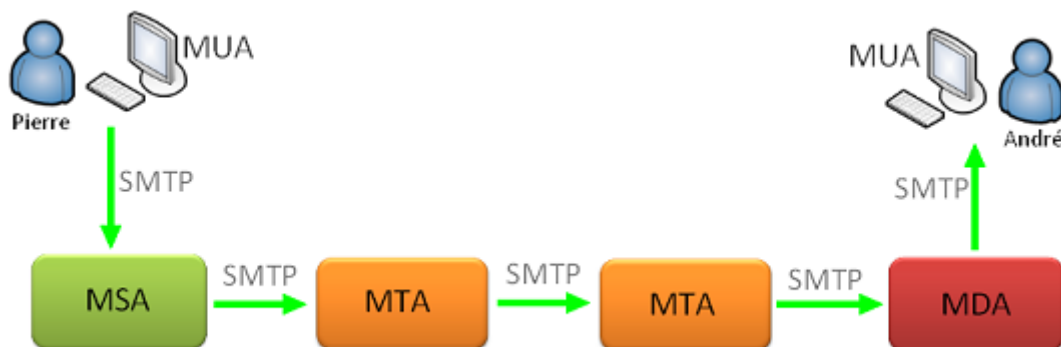 MUA
Pierre
MUA
André
SMTP
SMTP
MSA
SMTP
MTA
SMTP
MTA
SMTP
MDA